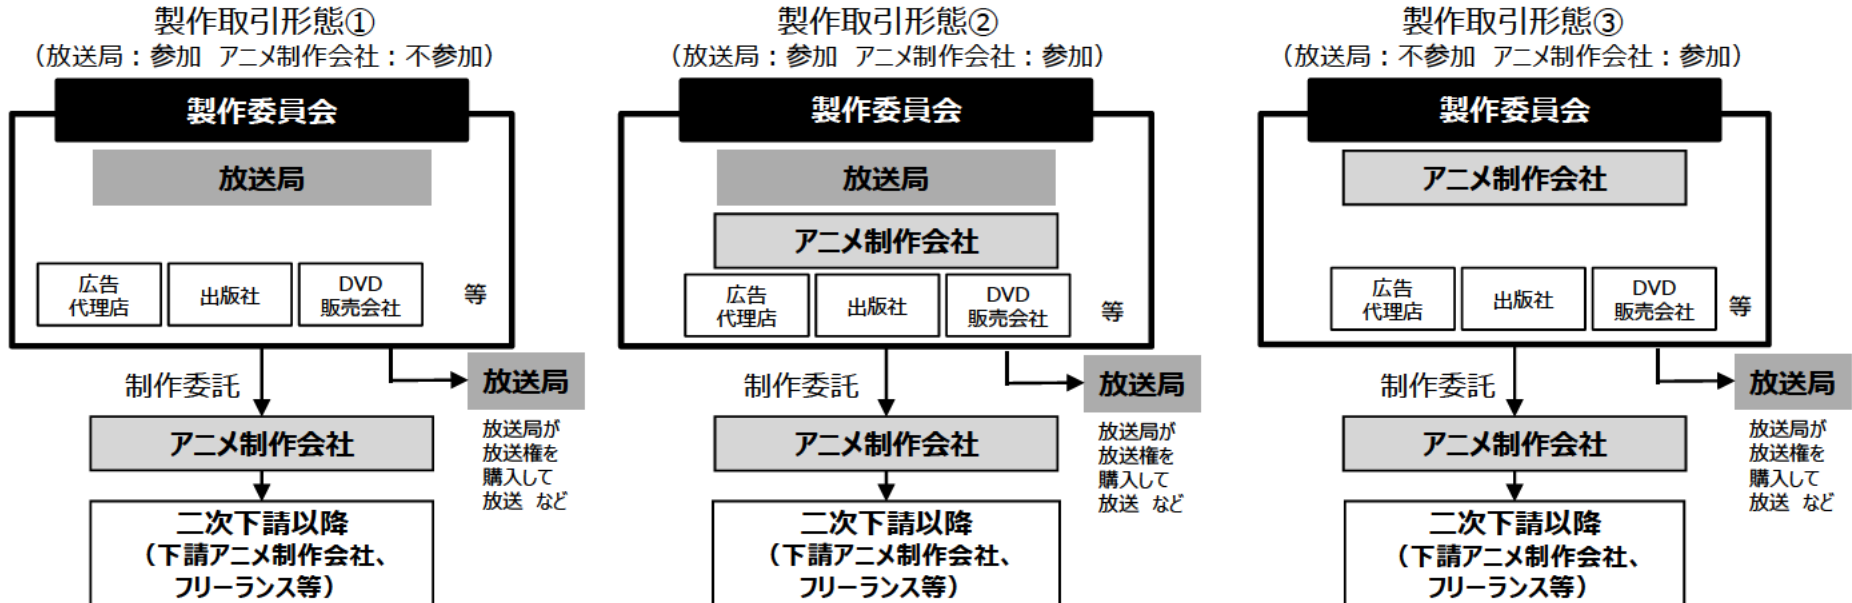 製作取引形態①
（放送局：参加 アニメ制作会社：不参加）
製作委員会
放送局
広告
代理店
出版社
DVD
販売会社
等
制作委託
放送局
アニメ制作会社
放送局が
放送権を
購入して
放送 など
二次下請以降
（下請アニメ制作会社、
フリーランス等）
製作取引形態②
（放送局：参加 アニメ制作会社：参加）
製作委員会
放送局
アニメ制作会社
広告
代理店
出版社
DVD
販売会社
等
制作委託
放送局
アニメ制作会社
放送局が
放送権を
購入して
放送 など
二次下請以降
（下請アニメ制作会社、
フリーランス等）
製作取引形態③
（放送局：不参加 アニメ制作会社：参加）
製作委員会
アニメ制作会社
広告
代理店
出版社
DVD
販売会社
等
制作委託
放送局
アニメ制作会社
放送局が
放送権を
購入して
放送 など
二次下請以降
（下請アニメ制作会社、
フリーランス等）